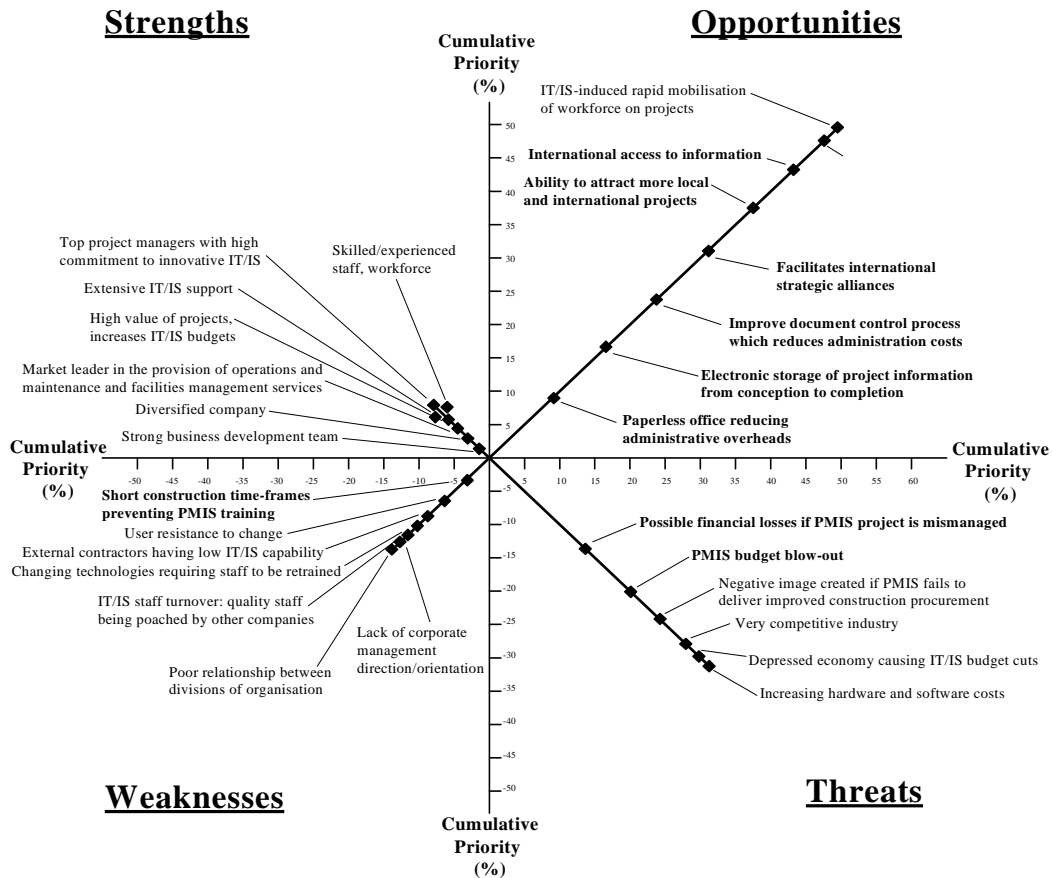 Strengths
Opportunities
Cumulative
Priority
(%)
IT/IS-induced rapid mobilisation
of workforce on projects
International access to information
Ability to attract more local
and international projects
Facilitates international
strategic alliances
Improve document control process
which reduces administration costs
Electronic storage of project information
from conception to completion
Paperless office reducing
administrative overheads
Top project managers with high
commitment to innovative IT/IS
Skilled/experienced
staff, workforce
Extensive IT/IS support
High value of projects,
increases IT/IS budgets
Market leader in the provision of operations and
maintenance and facilities management services
Diversified company
Strong business development team
50
45
40
35
30
25
20
15
10
5
Cumulative
Priority
(%)
-50 -45 -40 -35 -30 -25 -20 -15 -10 -5 5 10 15 20 25 30 35 40 45 50 55 60
Cumulative
Priority
(%)
Short construction time-frames
preventing PMIS training
User resistance to change
External contractors having low IT/IS capability
Changing technologies requiring staff to be retrained
IT/IS staff turnover: quality staff
being poached by other companies
Lack of corporate
management
direction/orientation
Poor relationship between
divisions of organisation
-5
-10
-15
-20
-25
-30
-35
-40
-45
-50
Possible financial losses if PMIS project is mismanaged
PMIS budget blow-out
Negative image created if PMIS fails to
deliver improved construction procurement
Very competitive industry
Depressed economy causing IT/IS budget cuts
Increasing hardware and software costs
Weaknesses
Threats
Cumulative
Priority
(%)